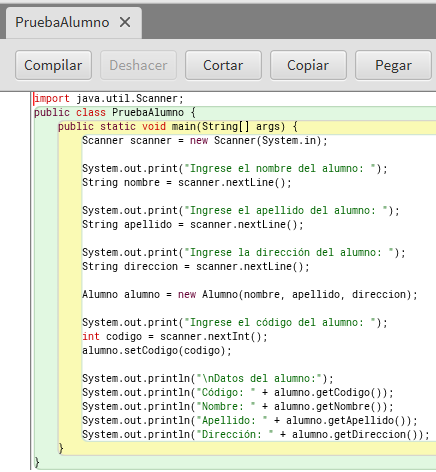 PruebaAlumno ×
Compilar Deshacer Cortar Copiar Pegar
import java.util.Scanner;
public class PruebaAlumno {
    public static void main(String[] args) {
        Scanner scanner = new Scanner(System.in);

        System.out.print("Ingrese el nombre del alumno: ");
        String nombre = scanner.nextLine();

        System.out.print("Ingrese el apellido del alumno: ");
        String apellido = scanner.nextLine();

        System.out.print("Ingrese la dirección del alumno: ");
        String direccion = scanner.nextLine();

        Alumno alumno = new Alumno(nombre, apellido, direccion);

        System.out.print("Ingrese el código del alumno: ");
        int codigo = scanner.nextInt();
        alumno.setCodigo(codigo);

        System.out.println("\nDatos del alumno:");
        System.out.println("Código: " + alumno.getCodigo());
        System.out.println("Nombre: " + alumno.getNombre());
        System.out.println("Apellido: " + alumno.getApellido());
        System.out.println("Dirección: " + alumno.getDireccion());
    }
}